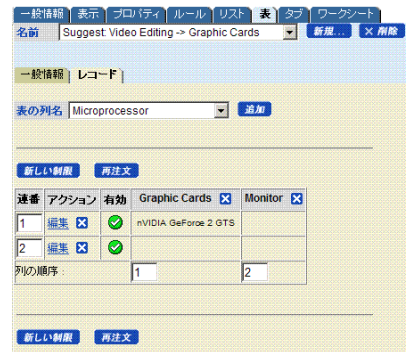 一般情報 表示 プロパティ ルール リスト 表 タブ ワークシート
名前 Suggest: Video Editing -> Graphic Cards 新規... 削除
一般情報 レコード
表の列名 Microprocessor 追加
新しい制限 再注文
連番 アクション 有効 Graphic Cards Monitor
1 編集 nVIDIA GeForce 2 GTS
2 編集
列の順序: 1 2
新しい制限 再注文